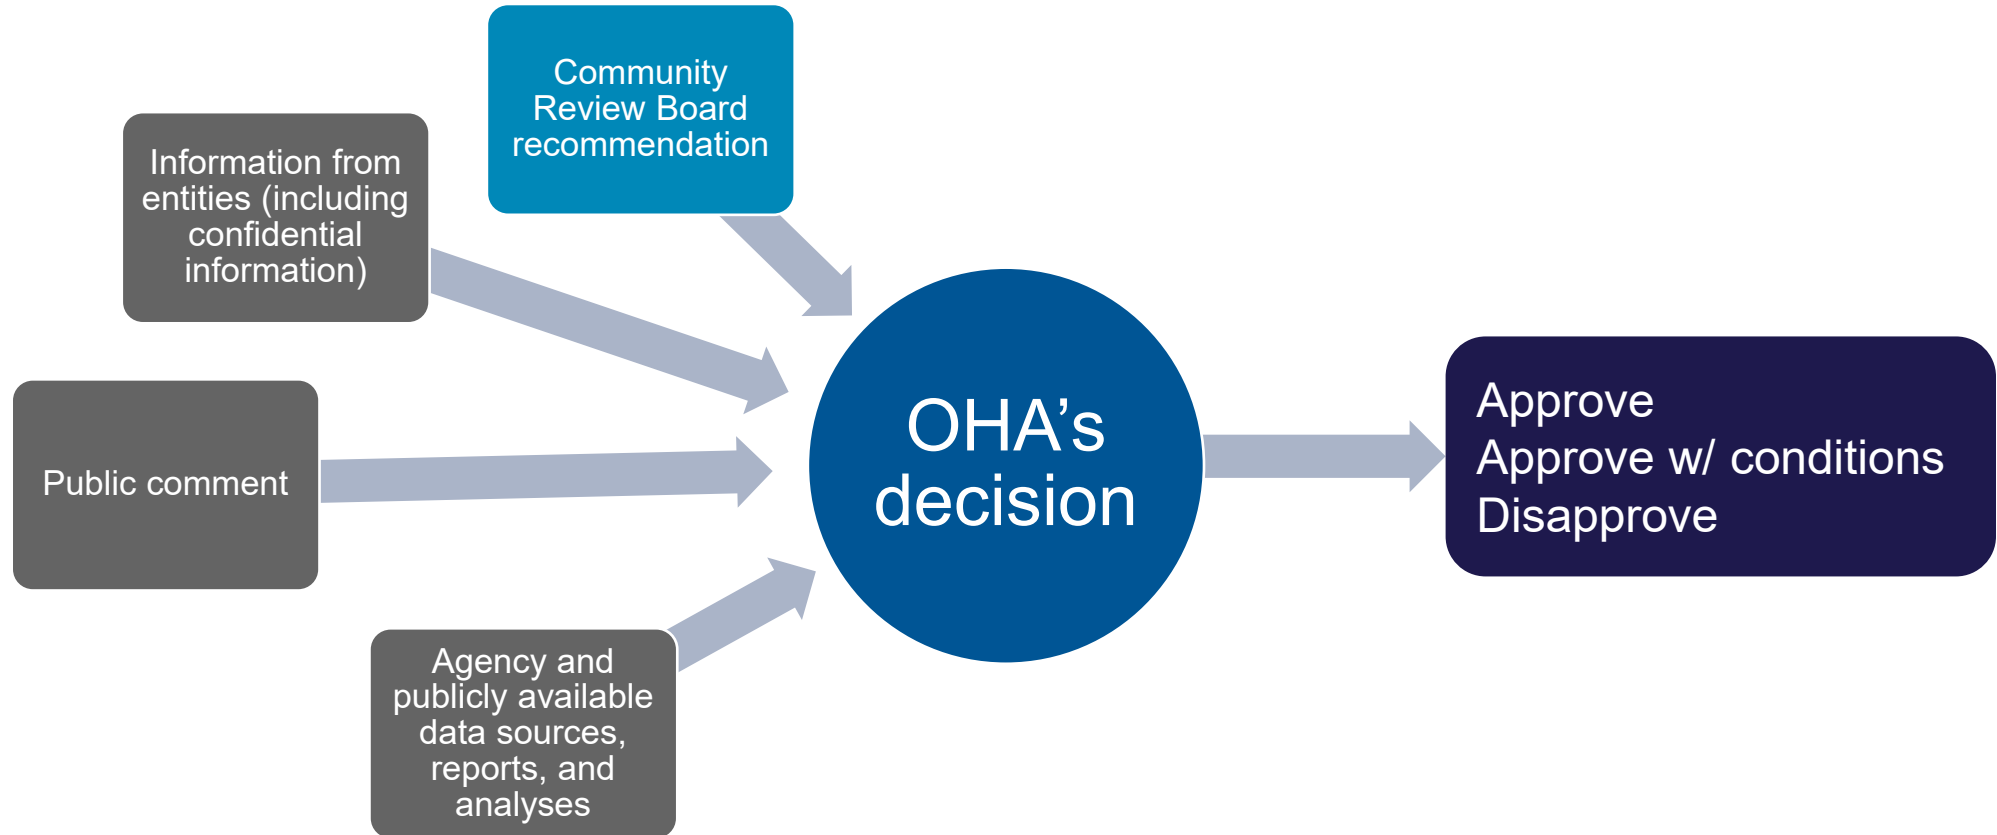 Community
Review Board
recommendation
Information from
entities (including
confidential
information)
Public comment
Agency and
publicly available
data sources,
reports, and
analyses
OHA’s
decision
Approve
Approve w/ conditions
Disapprove